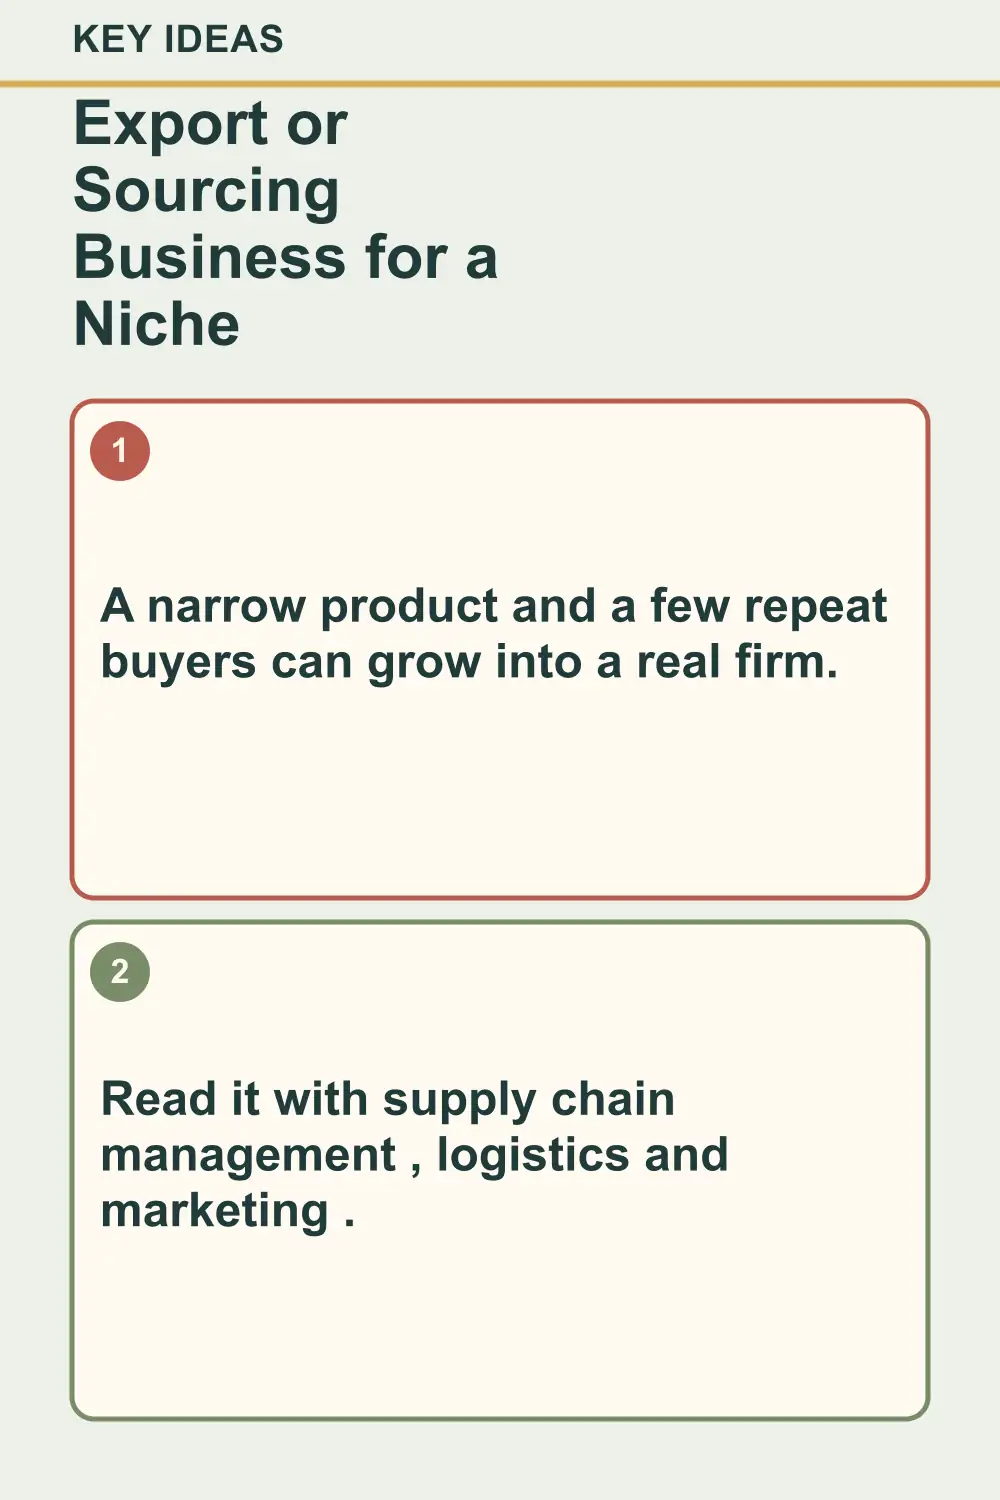 KEY IDEAS
Export or
Sourcing
Business for a
Niche
1
A narrow product and a few repeat
buyers can grow into a real firm.
2
Read it with supply chain
management , logistics and
marketing .